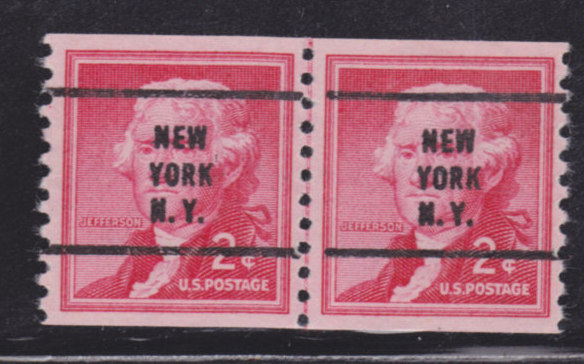 NEW
YORK
N.Y.
JEFFERSON
2¢
U.S.POSTAGE
NEW
YORK
N.Y.
JEFFERSON
2¢
U.S.POSTAGE